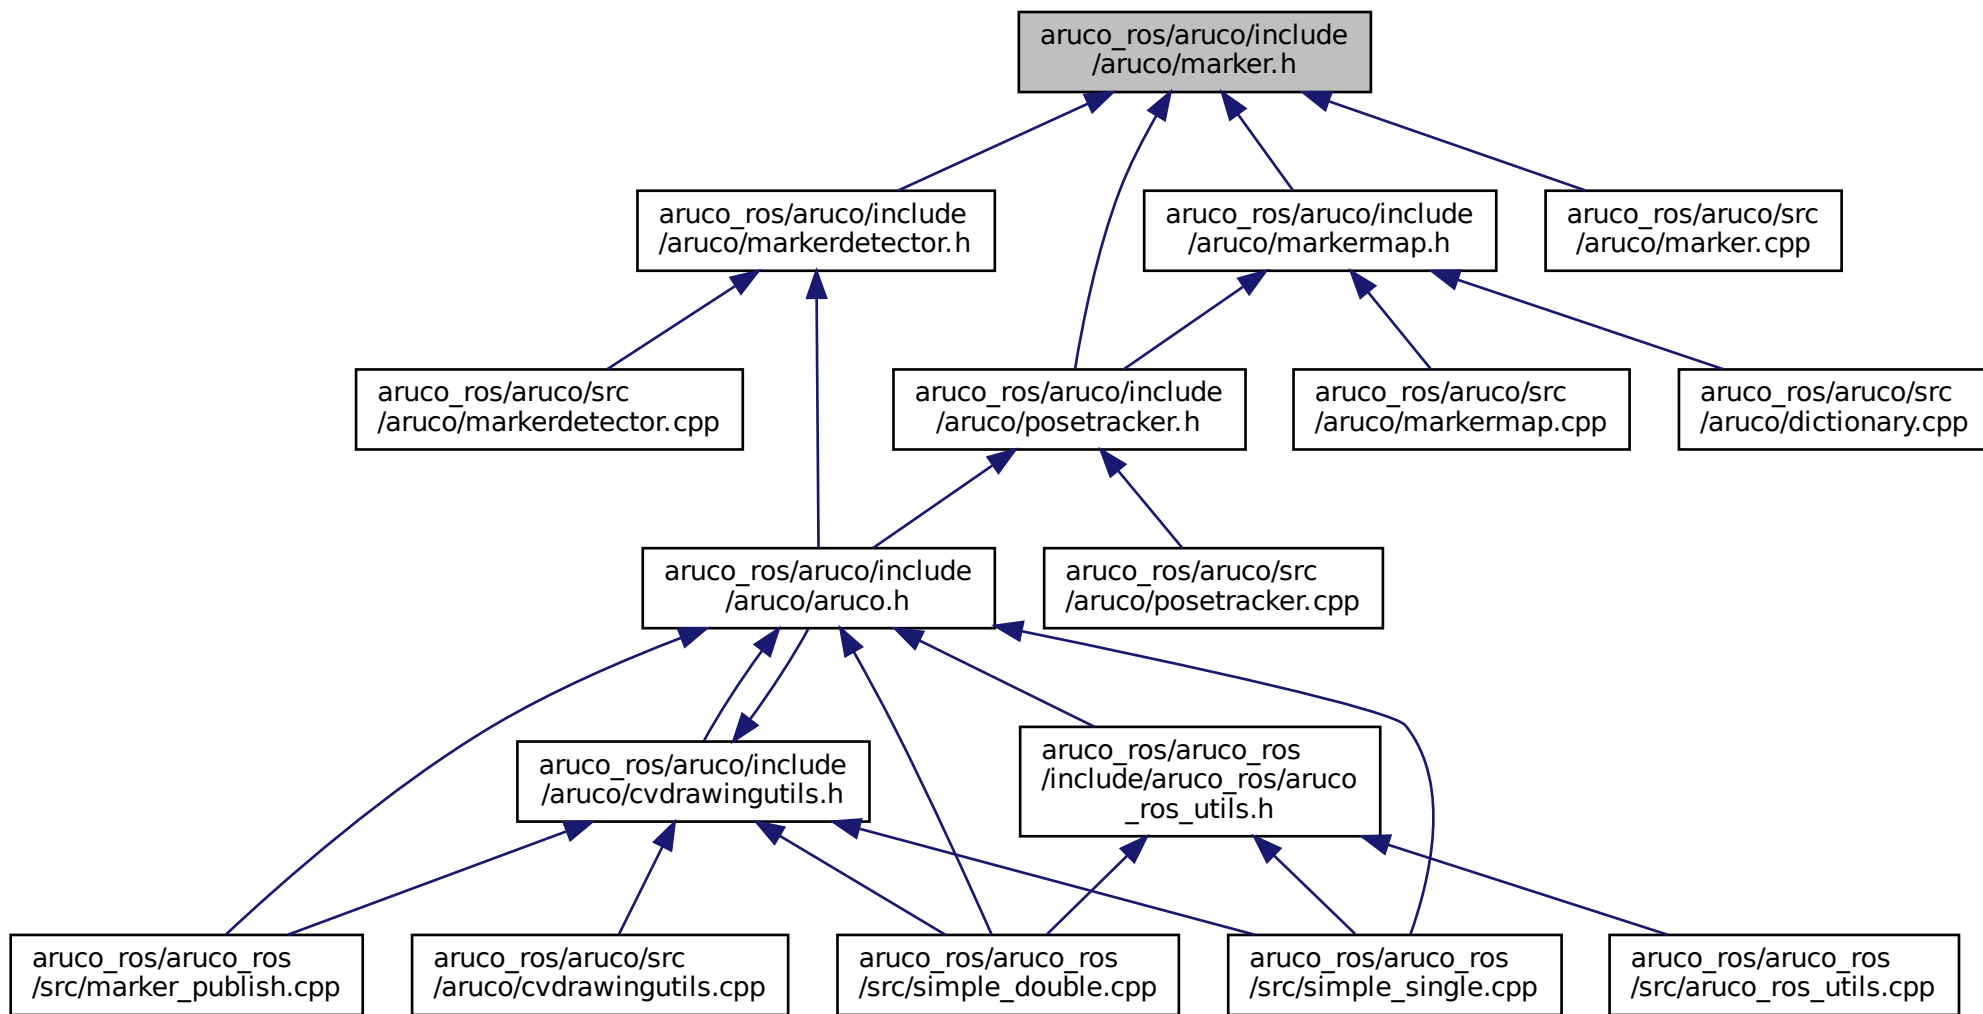 aruco_ros/aruco/include
/aruco/marker.h
aruco_ros/aruco/include
/aruco/markerdetector.h
aruco_ros/aruco/include
/aruco/markermap.h
aruco_ros/aruco/src
/aruco/marker.cpp
aruco_ros/aruco/src
/aruco/markerdetector.cpp
aruco_ros/aruco/include
/aruco/posetracker.h
aruco_ros/aruco/src
/aruco/markermap.cpp
aruco_ros/aruco/src
/aruco/dictionary.cpp
aruco_ros/aruco/include
/aruco/aruco.h
aruco_ros/aruco/src
/aruco/posetracker.cpp
aruco_ros/aruco/include
/aruco/cvdrawingutils.h
aruco_ros/aruco_ros
/include/aruco_ros/aruco
_ros_utils.h
aruco_ros/aruco_ros
/src/marker_publish.cpp
aruco_ros/aruco/src
/aruco/cvdrawingutils.cpp
aruco_ros/aruco_ros
/src/simple_double.cpp
aruco_ros/aruco_ros
/src/simple_single.cpp
aruco_ros/aruco_ros
/src/aruco_ros_utils.cpp